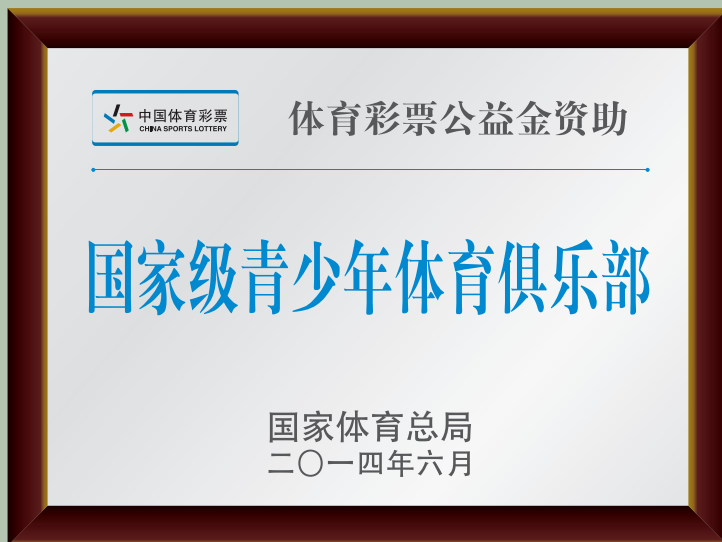 中国体育彩票
CHINA SPORTS LOTTERY
体育彩票公益金资助
国家级青少年体育俱乐部
国家体育总局
二〇一四年六月